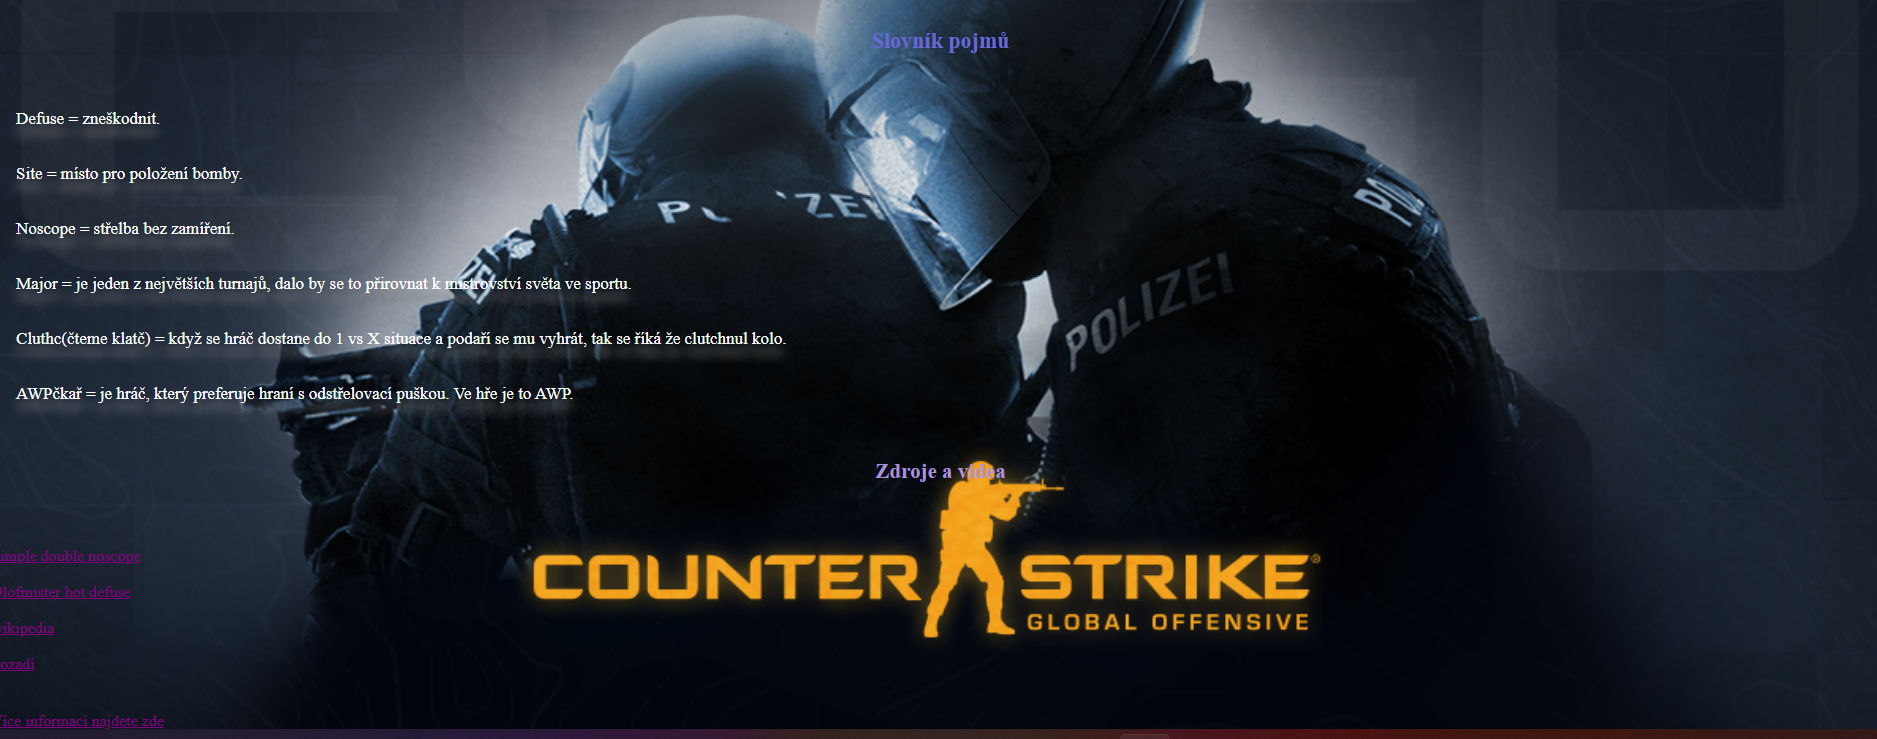 Slovník pojmů
Defuse = zneškodnit.
Site = místo pro položení bomby.
Noscope = střelba bez zamíření.
Major = je jeden z největších turnajů, dalo by se to přirovnat k mistrovství světa ve sportu.
Cluthc(čteme klatč) = když se hráč dostane do 1 vs X situace a podaří se mu vyhrát, tak se říká že clutchnul kolo.
AWPčkař = je hráč, který preferuje hraní s odstřelovací puškou. Ve hře je to AWP.
POLIZEI
Zdroje a videa
imple double noscope
lofmister hot defuse
ikipedia
ozadí
íce informací najdete zde
COUNTER STRIKE
GLOBAL OFFENSIVE